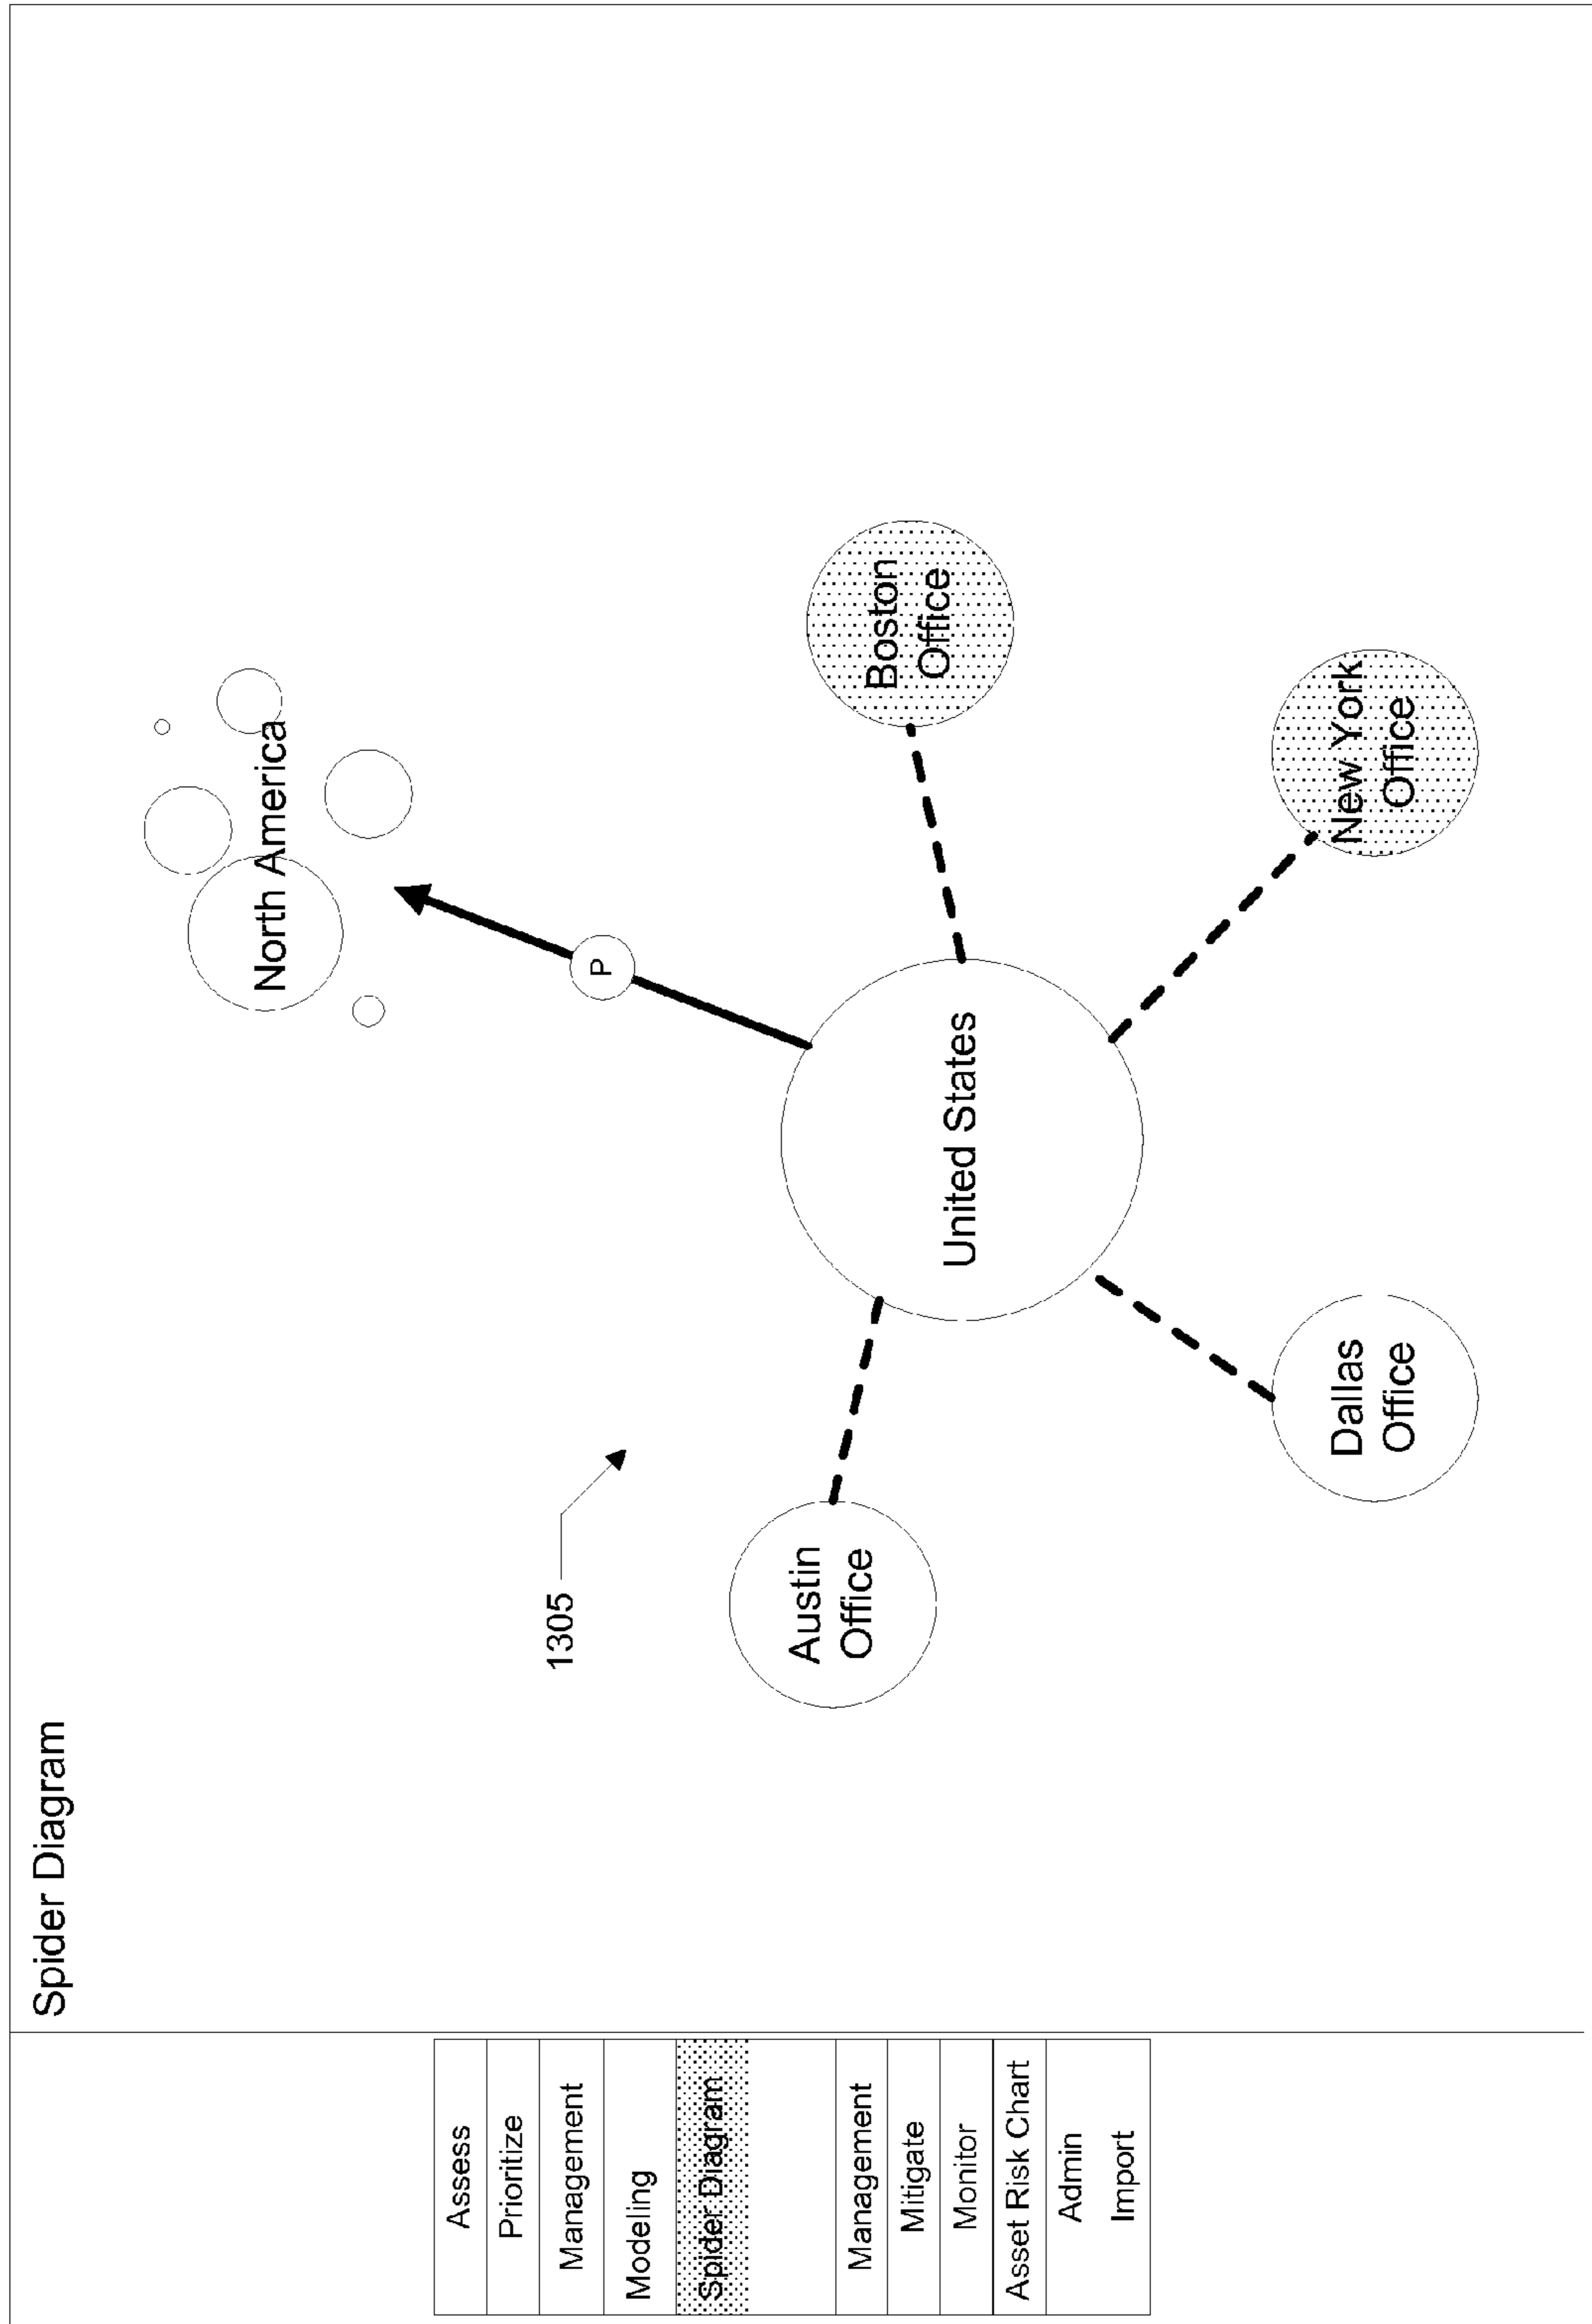 Spider Diagram
Assess
Prioritize
Management
Modeling
Spider Diagram
Management
Mitigate
Monitor
Asset Risk Chart
Admin
Import
North America
P
1305
Austin
Office
United States
Boston
Office
Dallas
Office
New York
Office